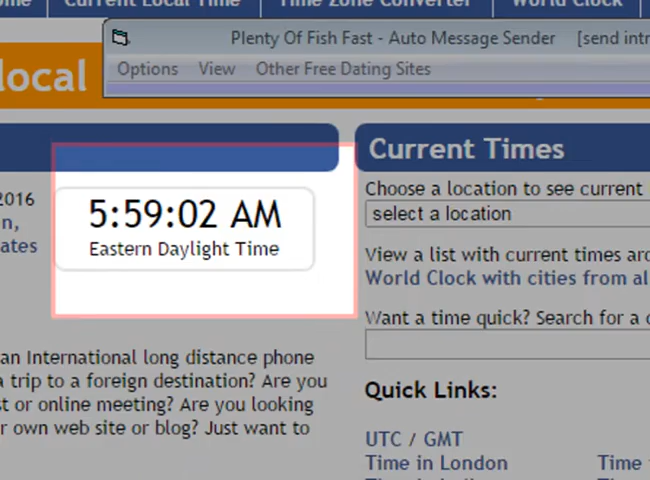 Current Local Time
Time Zone Converter
World Clock
Plenty Of Fish Fast - Auto Message Sender [send intr
Options View Other Free Dating Sites
local
Current Times
2016
5:59:02 AM
Eastern Daylight Time
Choose a location to see current
select a location
View a list with current times
World Clock with cities from al
Want a time quick? Search for a
an International long distance phone
a trip to a foreign destination? Are you
st or online meeting? Are you looking
r own web site or blog? Just want to
Quick Links:
UTC / GMT
Time in London
Time